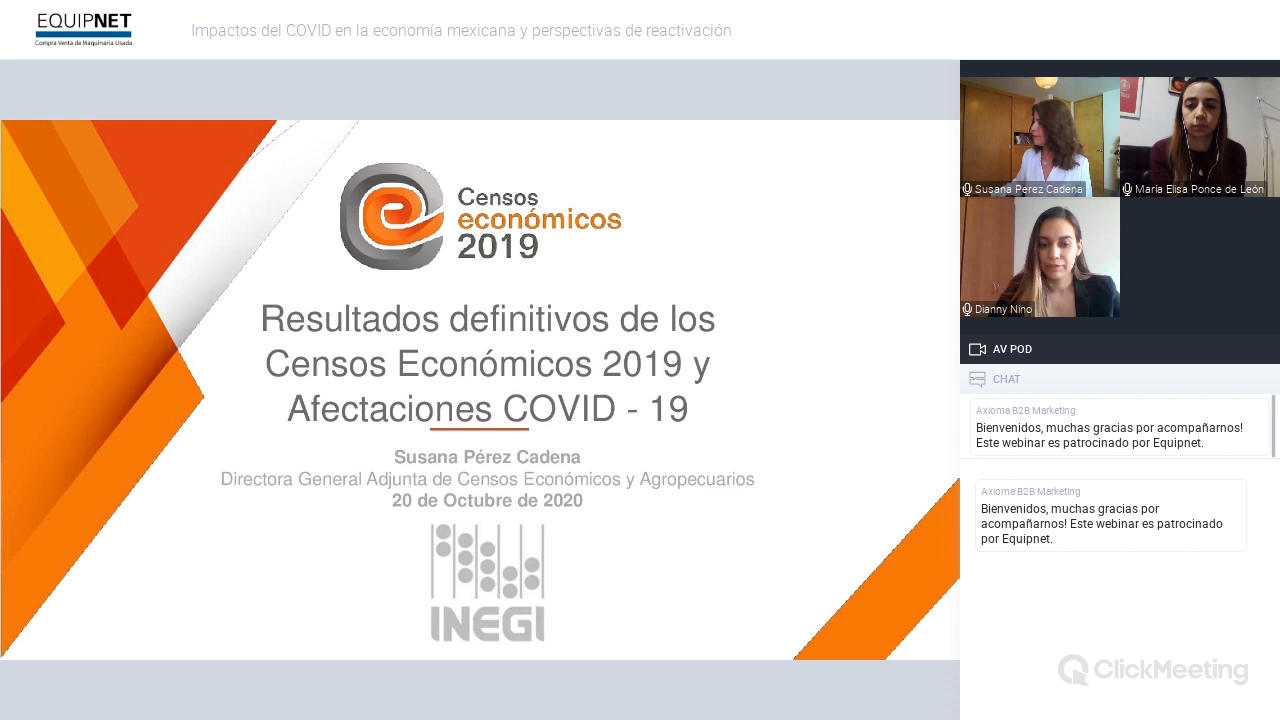 EQUIPNET
Compra Venta de Maquinaria Usada
Impactos del COVID en la economía mexicana y perspectivas de reactivación
Censos
económicos
2019
Resultados definitivos de los
Censos Económicos 2019 y
Afectaciones COVID - 19
Susana Pérez Cadena
Directora General Adjunta de Censos Económicos y Agropecuarios
20 de Octubre de 2020
INEGI
Susana Perez Cadena
María Elisa Ponce de León
Dianny Nino
AV POD
CHAT
Axioma B2B Marketing
Bienvenidos, muchas gracias por acompañarnos!
Este webinar es patrocinado por Equipnet.
Axioma B2B Marketing
Bienvenidos, muchas gracias por
acompañarnos! Este webinar es patrocinado
por Equipnet.
ClickMeeting